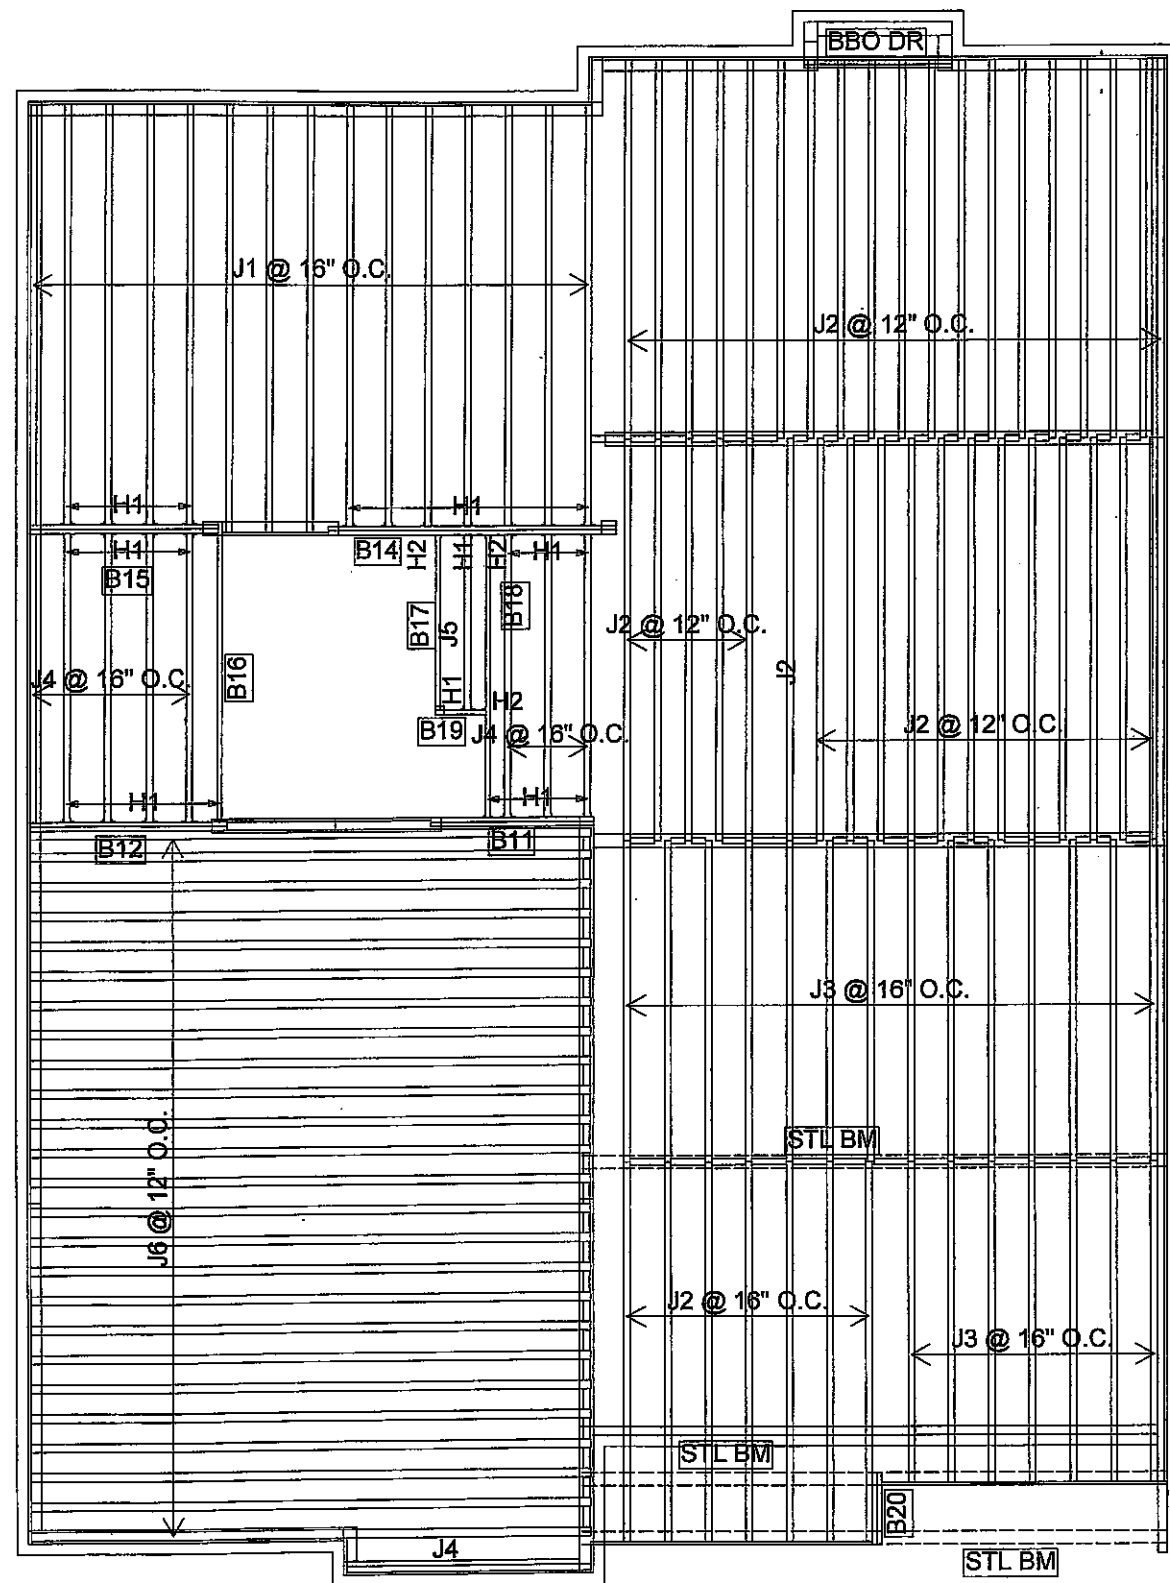 BBO DR
J1 @ 16" O.C.
J2 @ 12" O.C.
H1
H1
H1
B15
B14
H2
H1
H2
H1
B18
B17
J5
J2 @ 12" O.C.
J2
B16
J4 @ 16" O.C.
H1
H2
B19
J4 @ 16" O.C.
J2 @ 12" O.C.
H1
H1
B12
B11
J3 @ 16" O.C.
STL BM
J6 @ 12" O.C.
J2 @ 16" O.C.
J3 @ 16" O.C.
STL BM
B20
J4
STL BM